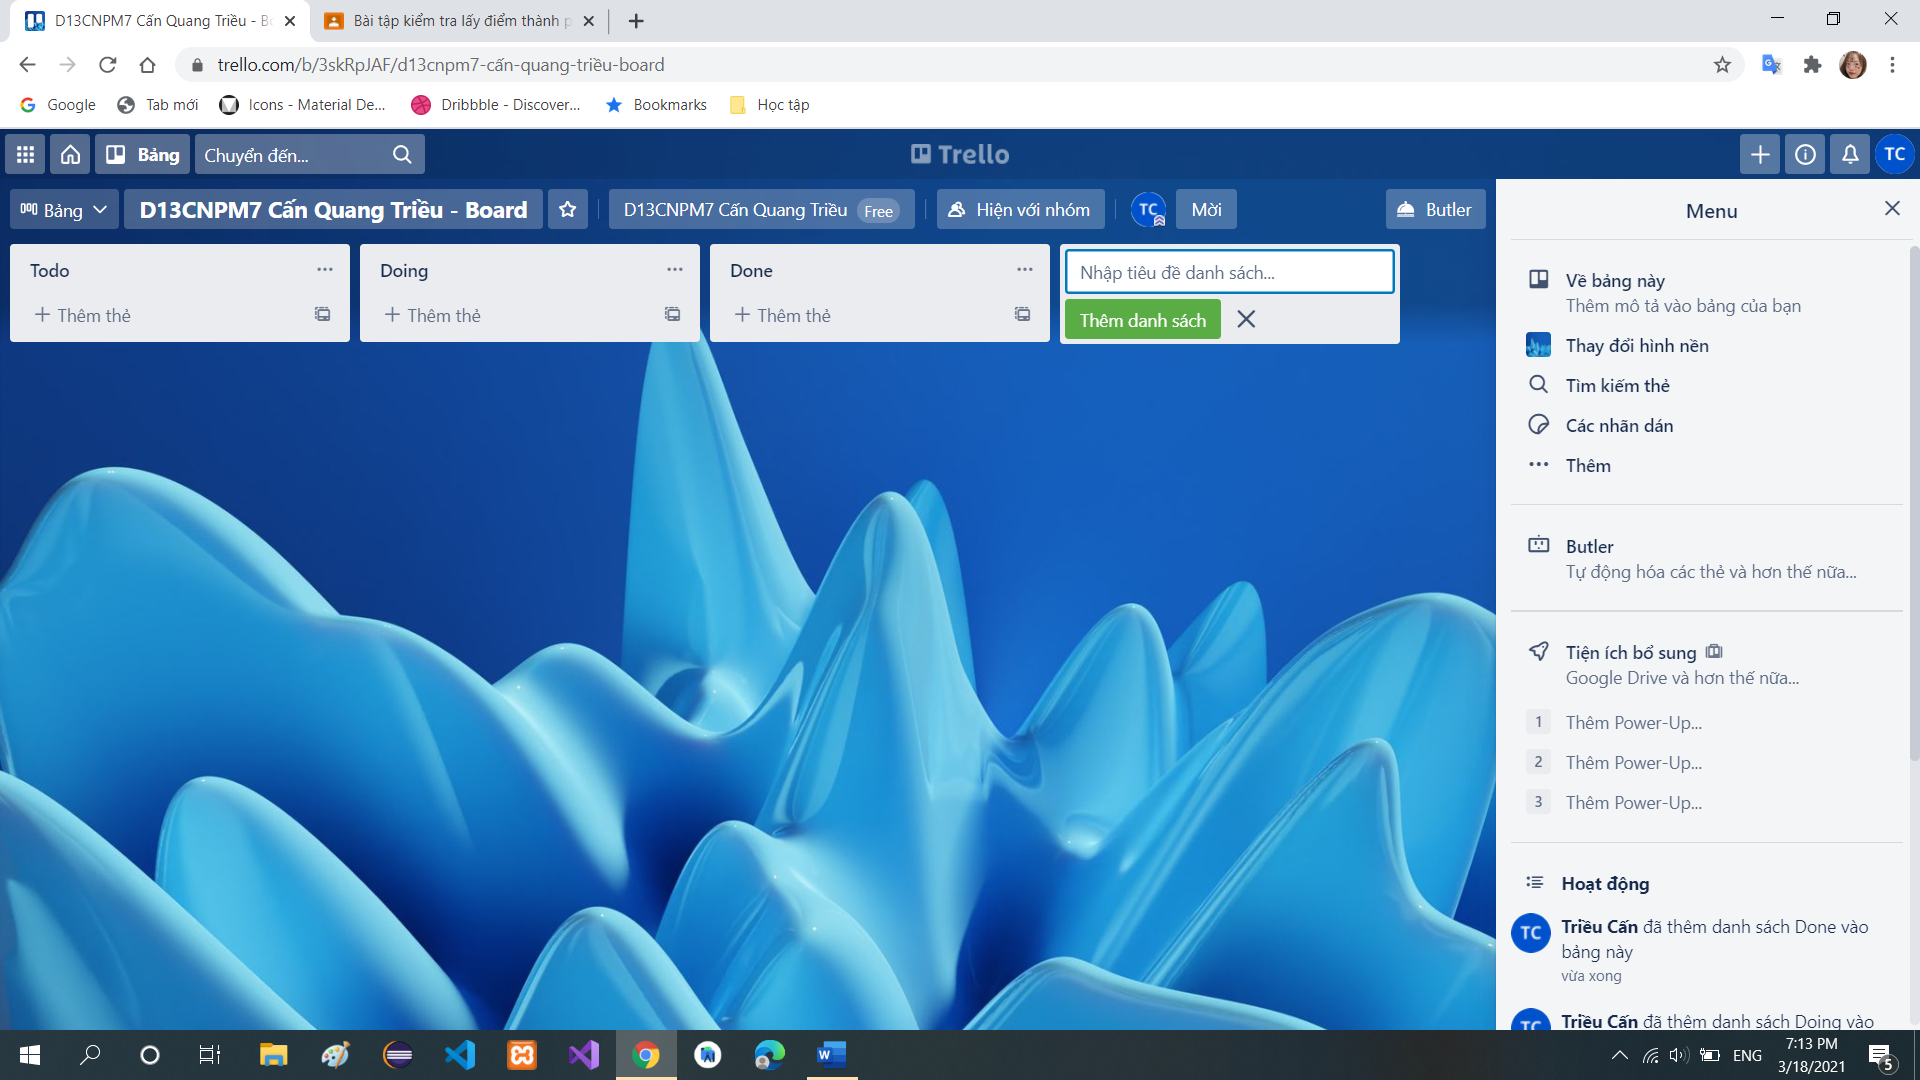 D13CNPM7 Cấn Quang Triều - Bo
Bài tập kiểm tra lấy điểm thành p
trello.com/b/3skRpJAF/d13cnpm7-cấn-quang-triều-board
Google
Tab mới
Icons - Material De...
Dribbble - Discover...
Bookmarks
Học tập
Bảng
Chuyển đến...
Trello
TC
Bảng
D13CNPM7 Cấn Quang Triều - Board
D13CNPM7 Cấn Quang Triều Free
Hiện với nhóm
TC
Mời
Butler
Menu
Todo
Thêm thẻ
Doing
Thêm thẻ
Done
Thêm thẻ
Nhập tiêu đề danh sách...
Thêm danh sách
Về bảng này
Thêm mô tả vào bảng của bạn
Thay đổi hình nền
Tìm kiếm thẻ
Các nhãn dán
Thêm
Butler
Tự động hóa các thẻ và hơn thế nữa...
Tiện ích bổ sung
Google Drive và hơn thế nữa...
1 Thêm Power-Up...
2 Thêm Power-Up...
3 Thêm Power-Up...
Hoạt động
TC
Triều Cấn đã thêm danh sách Done vào
bảng này
vừa xong
TC
Triều Cấn đã thêm danh sách Doing vào
ENG
7:13 PM
3/18/2021
5